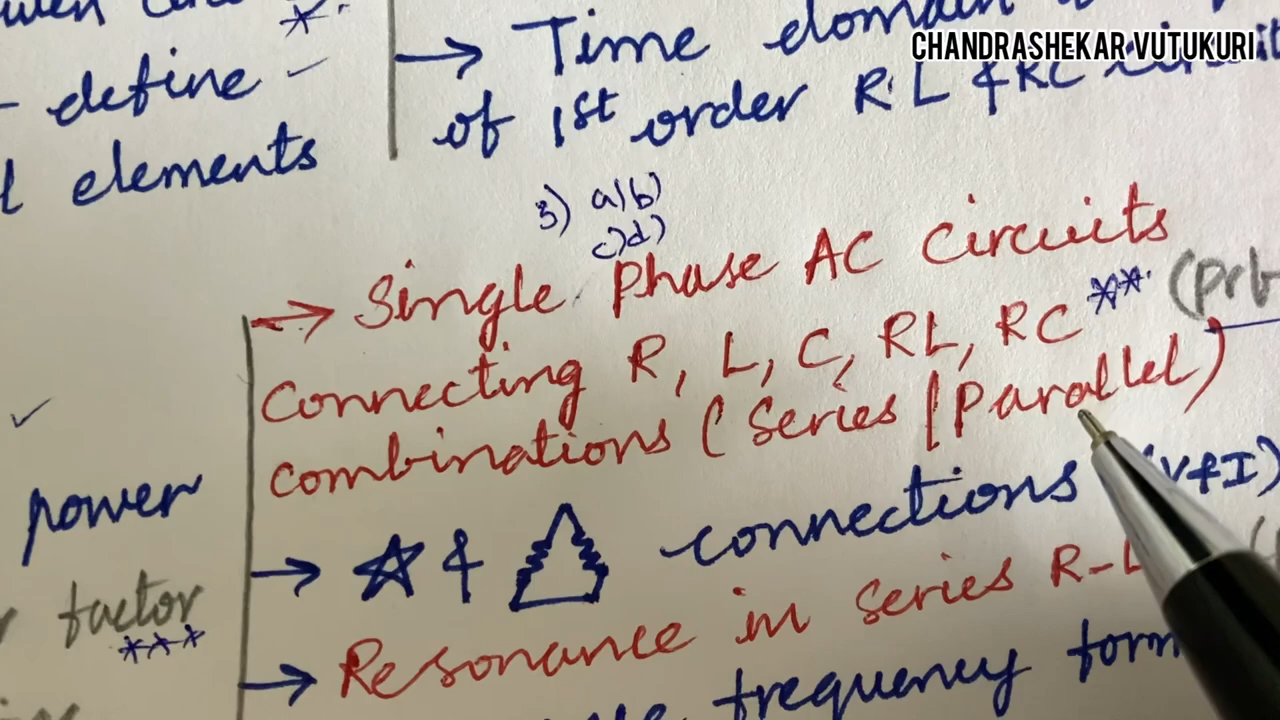 CHANDRASHEKAR VUTUKURI
→ Time domain
of 1st order RL & RC
- define ✓
elements
3) a|b)
c)d)
→ Single Phase AC Circuits
Connecting R, L, C, RL, RC ** (prb
combinations (Series | Parallel)
power
→ ☆ & △ connections (V&I)
factor
***
→ Resonance in series R-L
frequency form